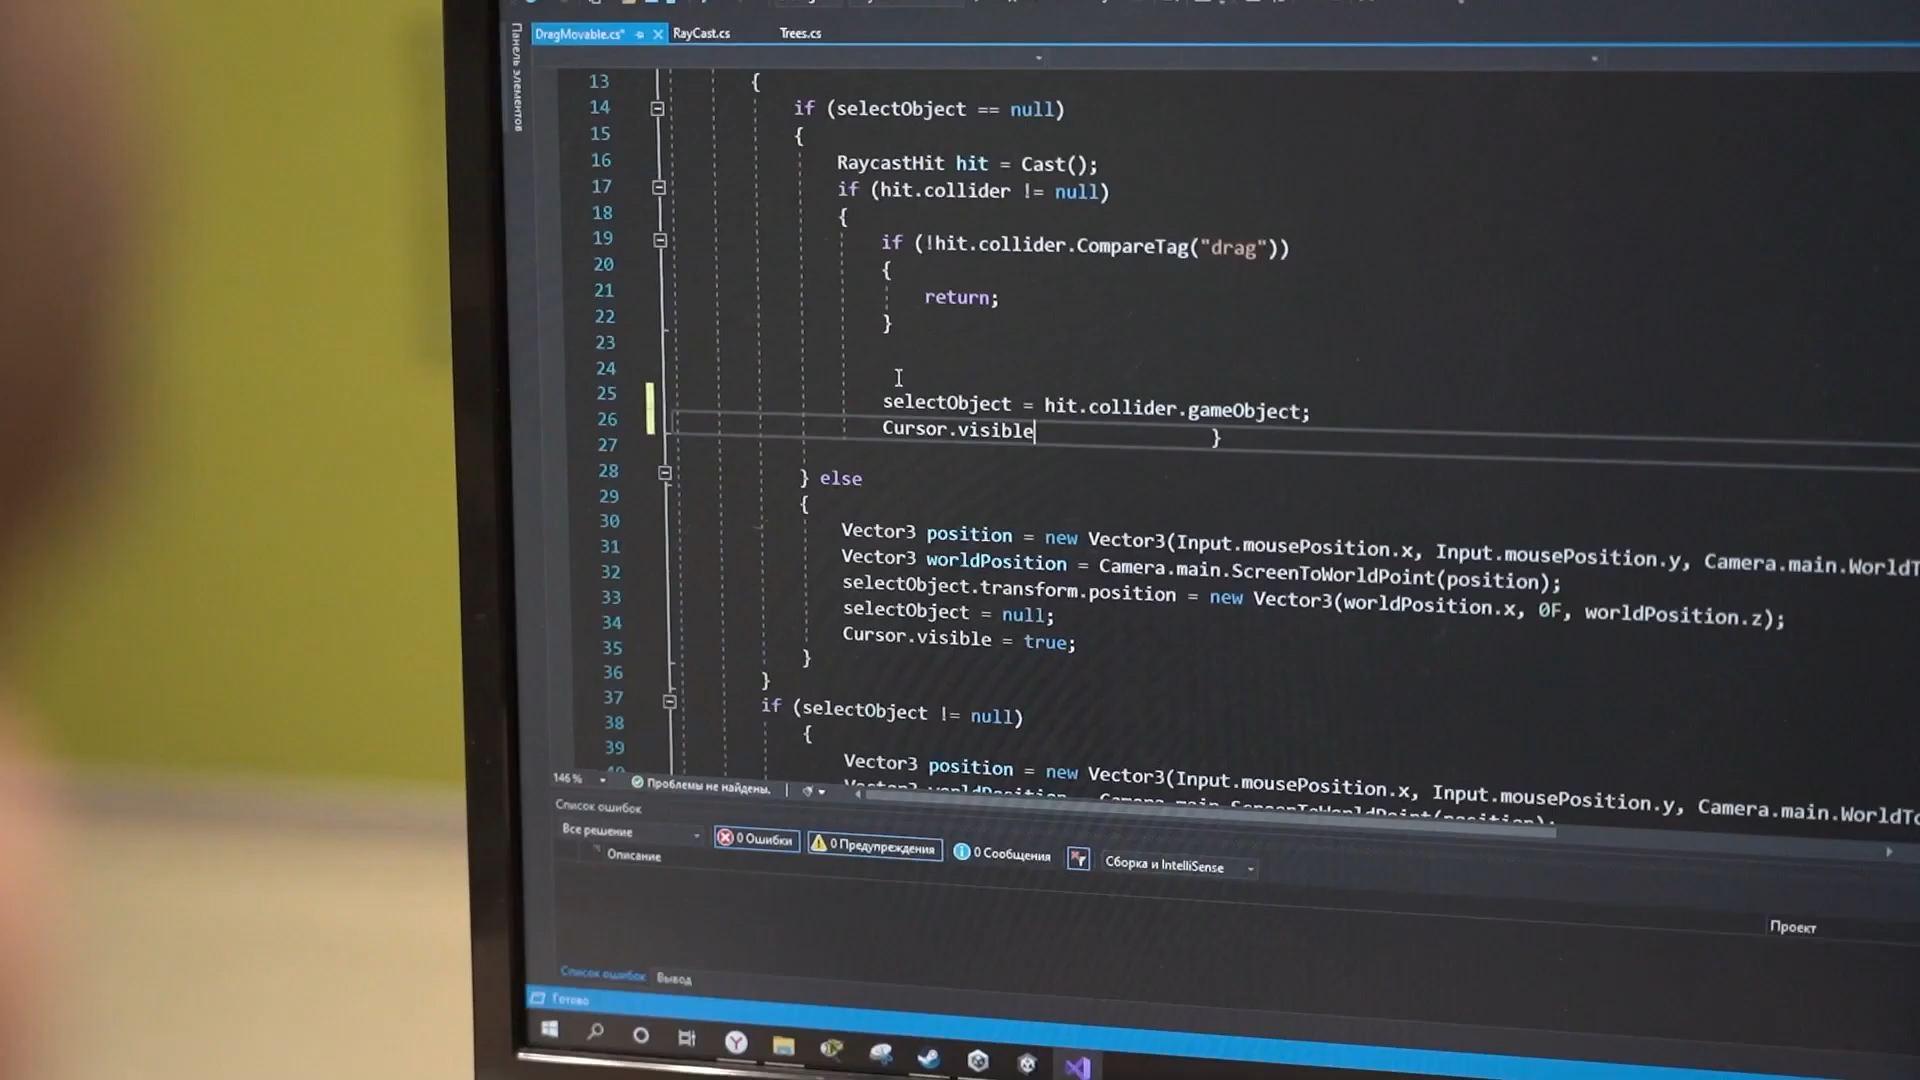 DragMovable.cs*
RayCast.cs
Trees.cs
Панель элементов
13 {
14 if (selectObject == null)
15 {
16 RaycastHit hit = Cast();
17 if (hit.collider != null)
18 {
19 if (!hit.collider.CompareTag("drag"))
20 {
21 return;
22 }
23
24
25 selectObject = hit.collider.gameObject;
26 Cursor.visible }
27
28 } else
29 {
30 Vector3 position = new Vector3(Input.mousePosition.x, Input.mousePosition.y, Camera.main.WorldT
31 Vector3 worldPosition = Camera.main.ScreenToWorldPoint(position);
32 selectObject.transform.position = new Vector3(worldPosition.x, 0F, worldPosition.z);
33 selectObject = null;
34 Cursor.visible = true;
35 }
36 }
37 if (selectObject != null)
38 {
39 Vector3 position = new Vector3(Input.mousePosition.x, Input.mousePosition.y, Camera.main.WorldTo
146 % Проблемы не найдены.
Список ошибок
Все решение 0 Ошибки 0 Предупреждения 0 Сообщения Сборка и IntelliSense
Описание
Проект
Список ошибок Вывод
Готово